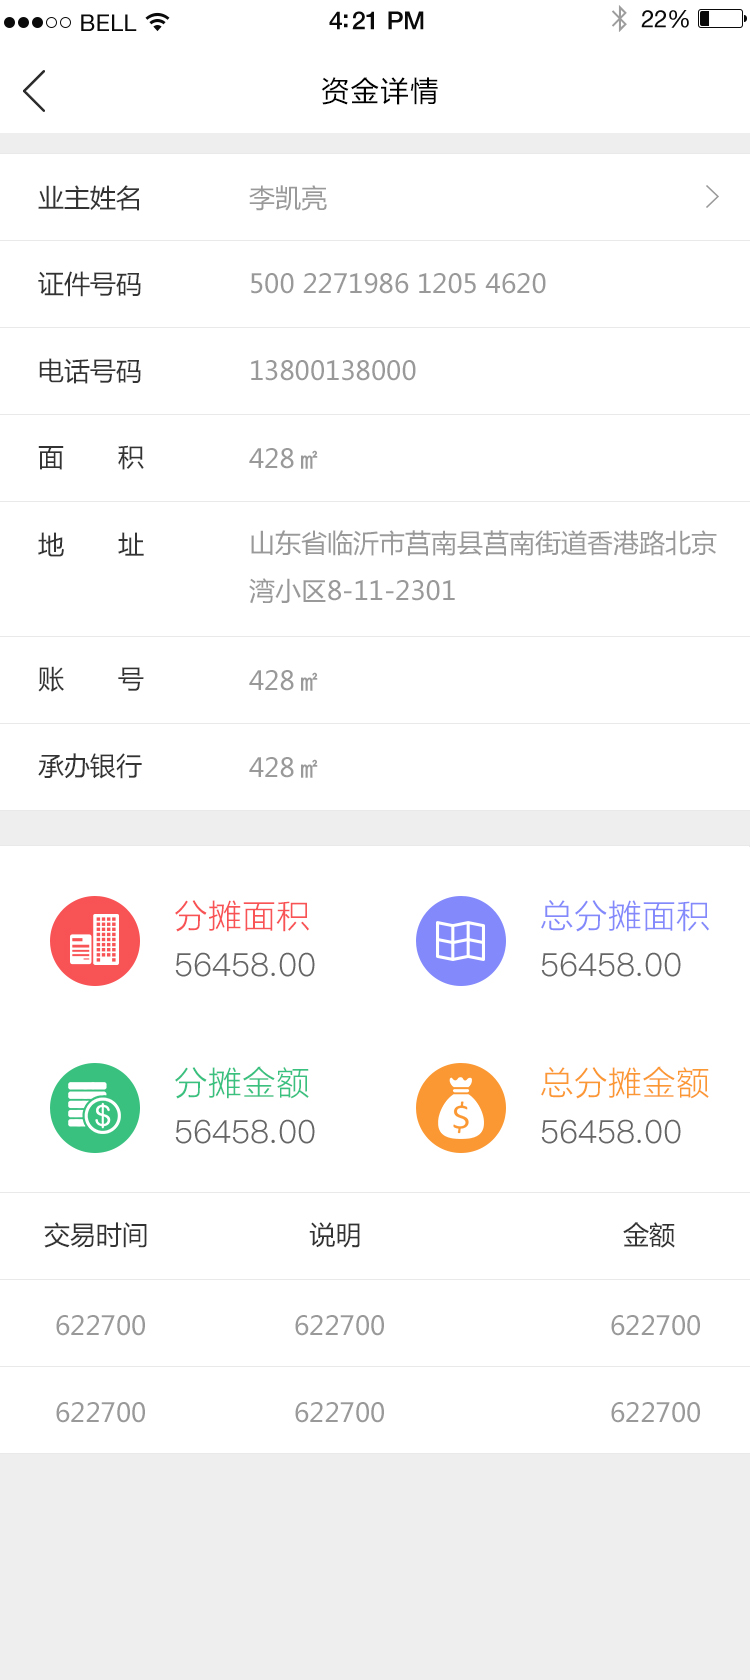 BELL 4:21 PM 22%
资金详情
业主姓名 李凯亮
证件号码 500 2271986 1205 4620
电话号码 13800138000
面 积 428㎡
地 址 山东省临沂市莒南县莒南街道香港路北京
湾小区8-11-2301
账 号 428㎡
承办银行 428㎡
分摊面积 总分摊面积
56458.00 56458.00
分摊金额 总分摊金额
56458.00 56458.00
交易时间 说明 金额
622700 622700 622700
622700 622700 622700